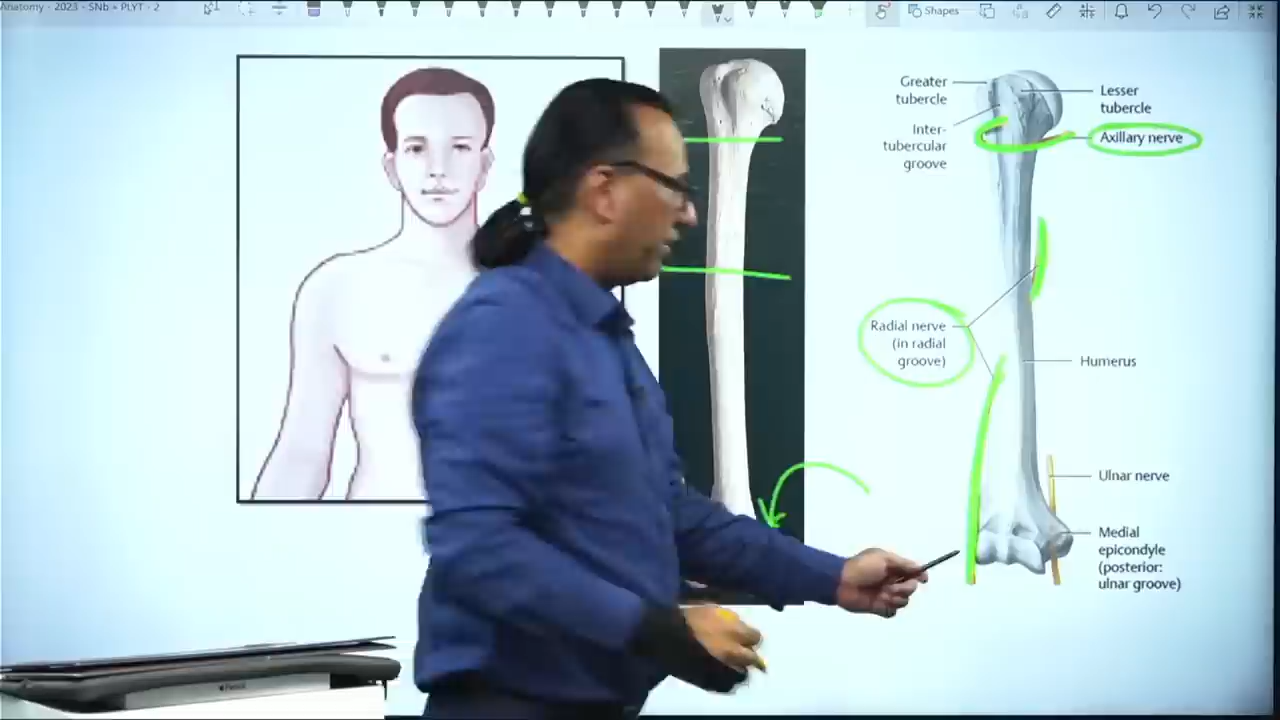 Anatomy - 2023 - SNb + PLYT - 2
Shapes
Greater
tubercle
Lesser
tubercle
Inter-
tubercular
groove
Axillary nerve
Radial nerve
(in radial
groove)
Humerus
Ulnar nerve
Medial
epicondyle
(posterior:
ulnar groove)